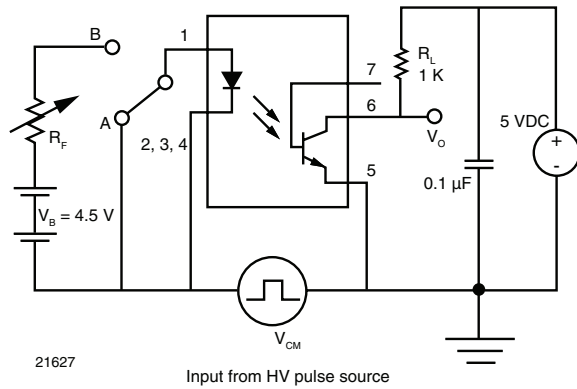 B
1
7
R_L
1 K
6
A
R_F
2, 3, 4
V_O
5 VDC
+
-
5
0.1 µF
V_B = 4.5 V
V_CM
21627
Input from HV pulse source